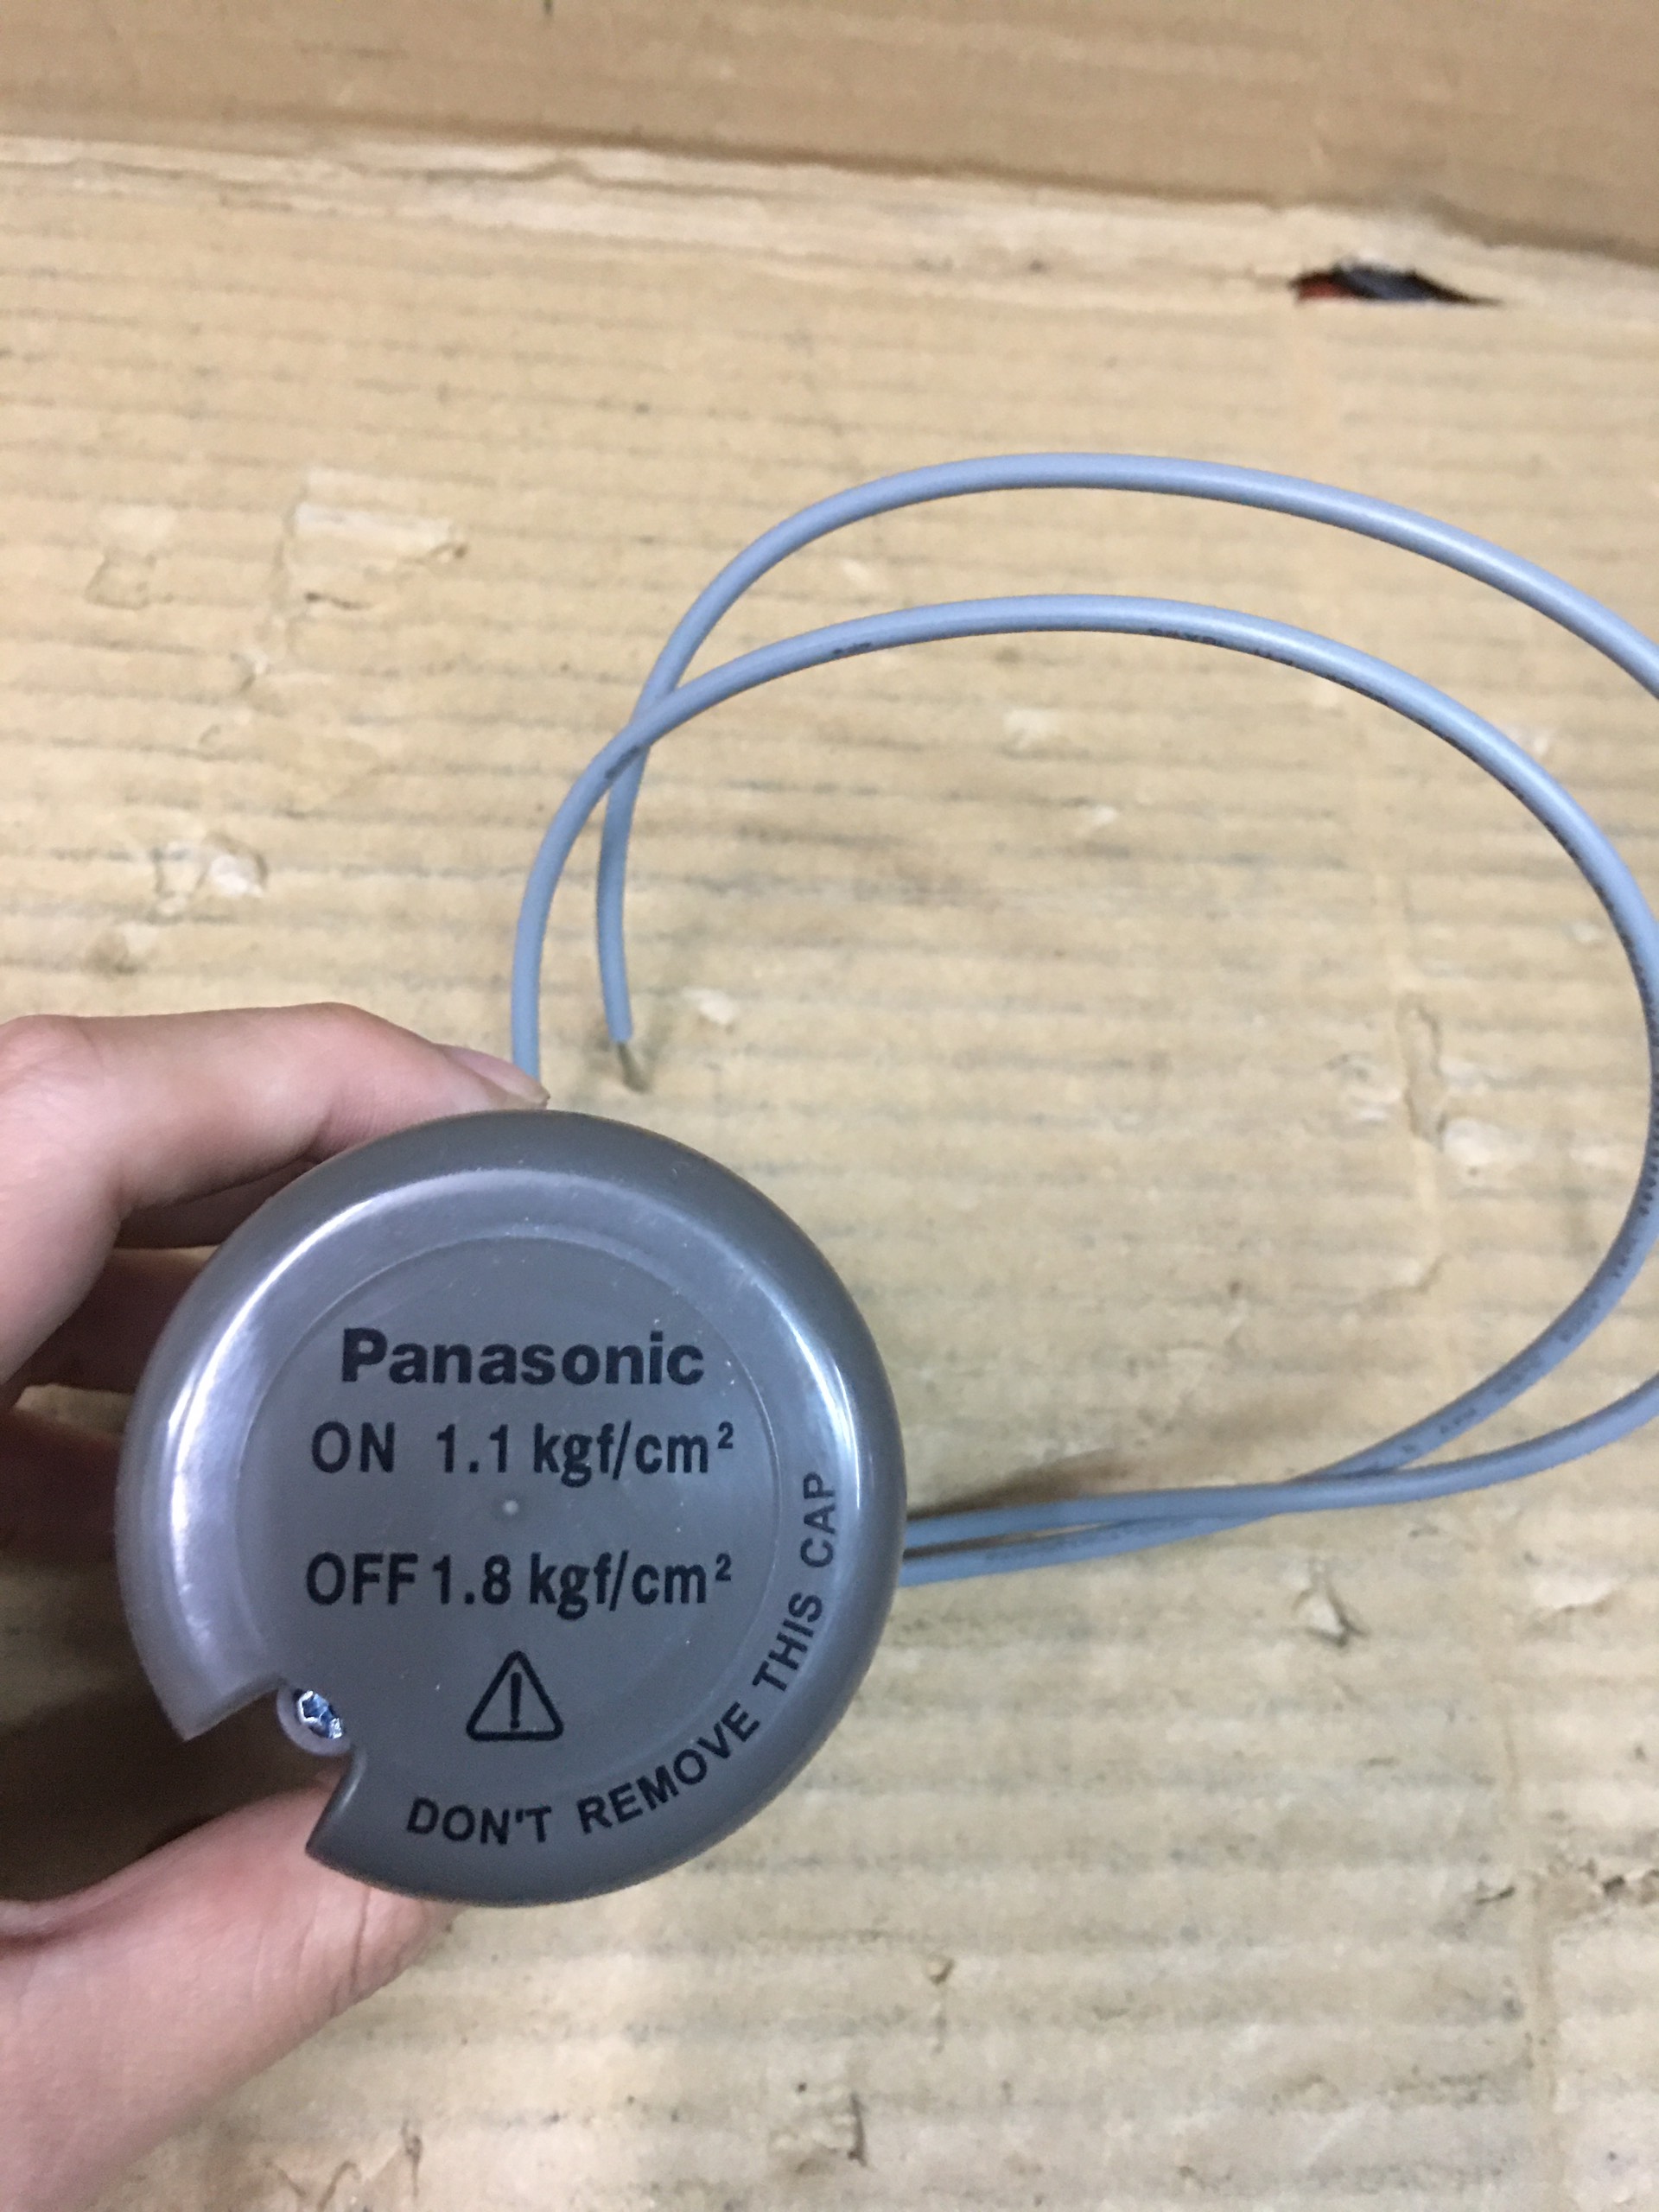 Panasonic
ON 1.1 kgf/cm²
OFF 1.8 kgf/cm²
DON'T REMOVE THIS CAP